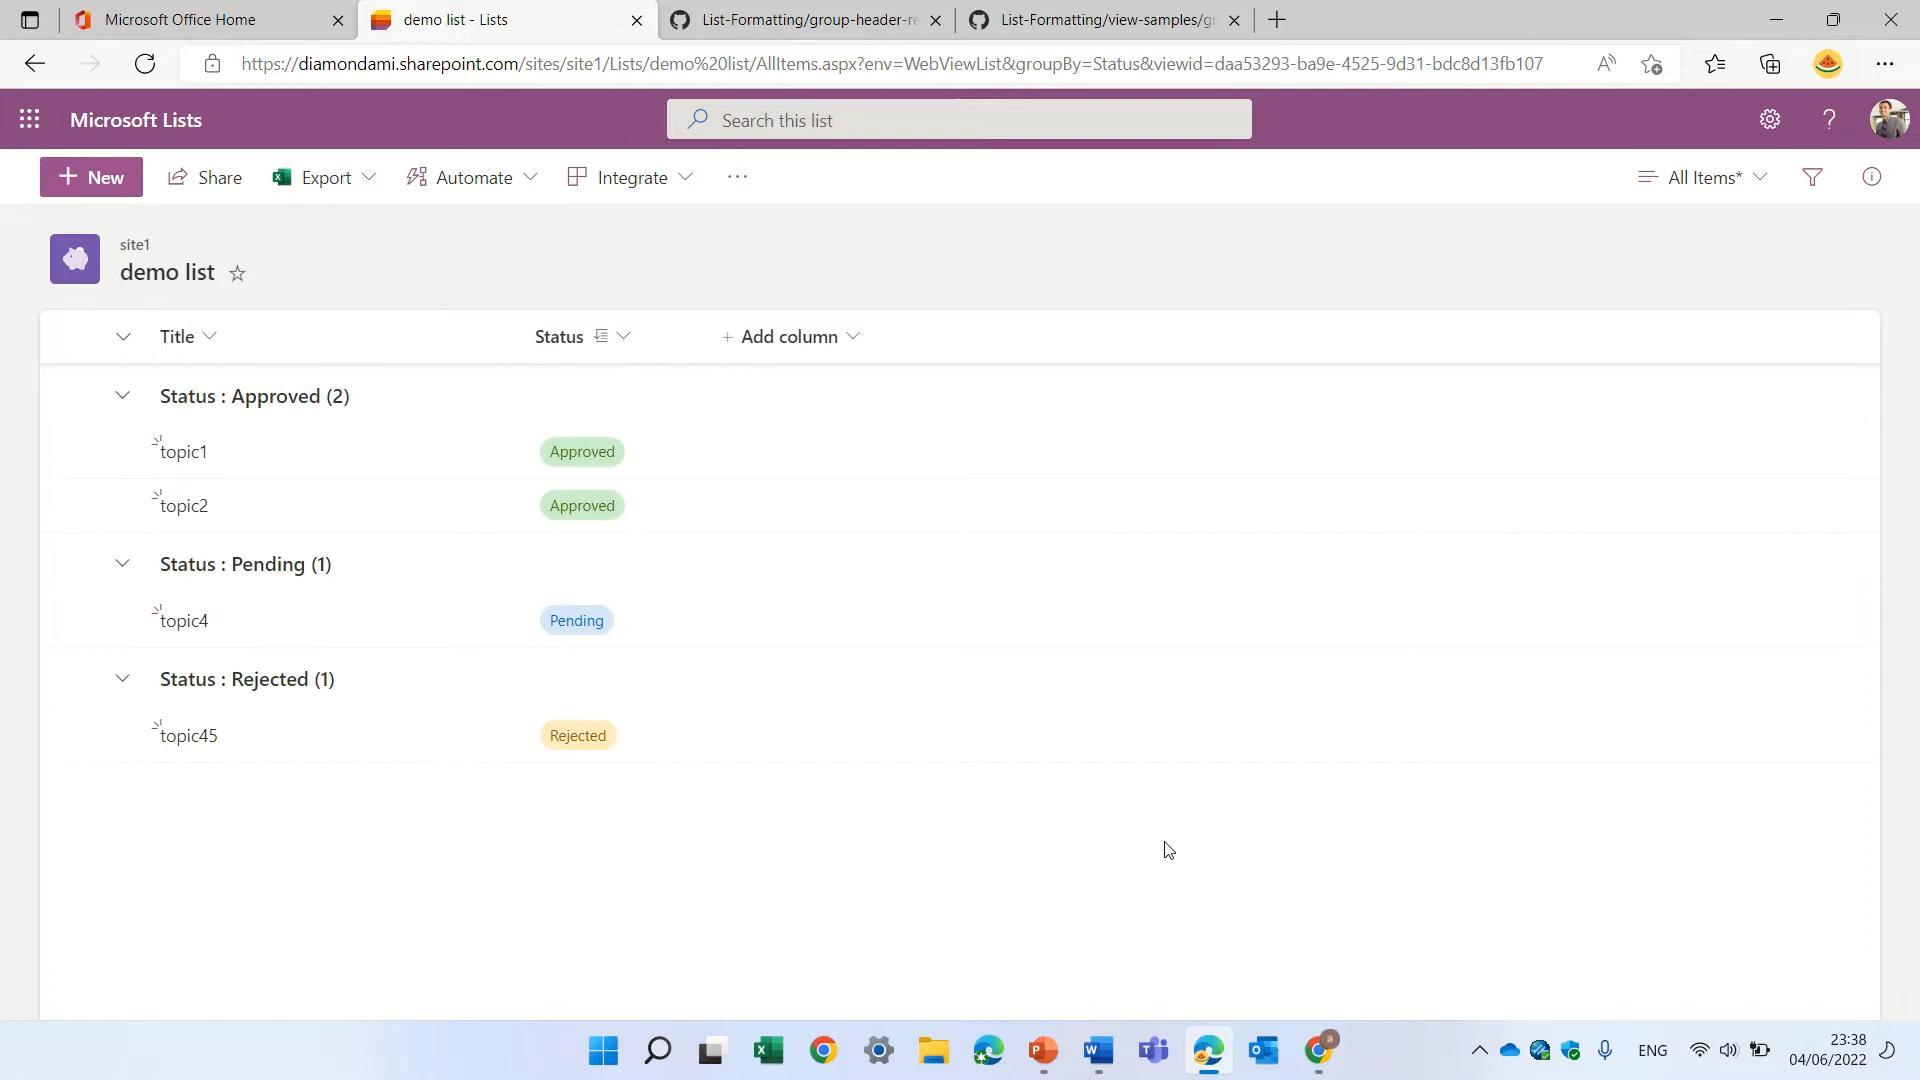 Microsoft Office Home
demo list - Lists
List-Formatting/group-header-re
List-Formatting/view-samples/g
https://diamondami.sharepoint.com/sites/site1/Lists/demo%20list/AllItems.aspx?env=WebViewList&groupBy=Status&viewid=daa53293-ba9e-4525-9d31-bdc8d13fb107
Microsoft Lists
Search this list
New
Share
Export
Automate
Integrate
All Items*
site1
demo list
Title
Status
Add column
Status : Approved (2)
topic1
Approved
topic2
Approved
Status : Pending (1)
topic4
Pending
Status : Rejected (1)
topic45
Rejected
ENG
23:38
04/06/2022